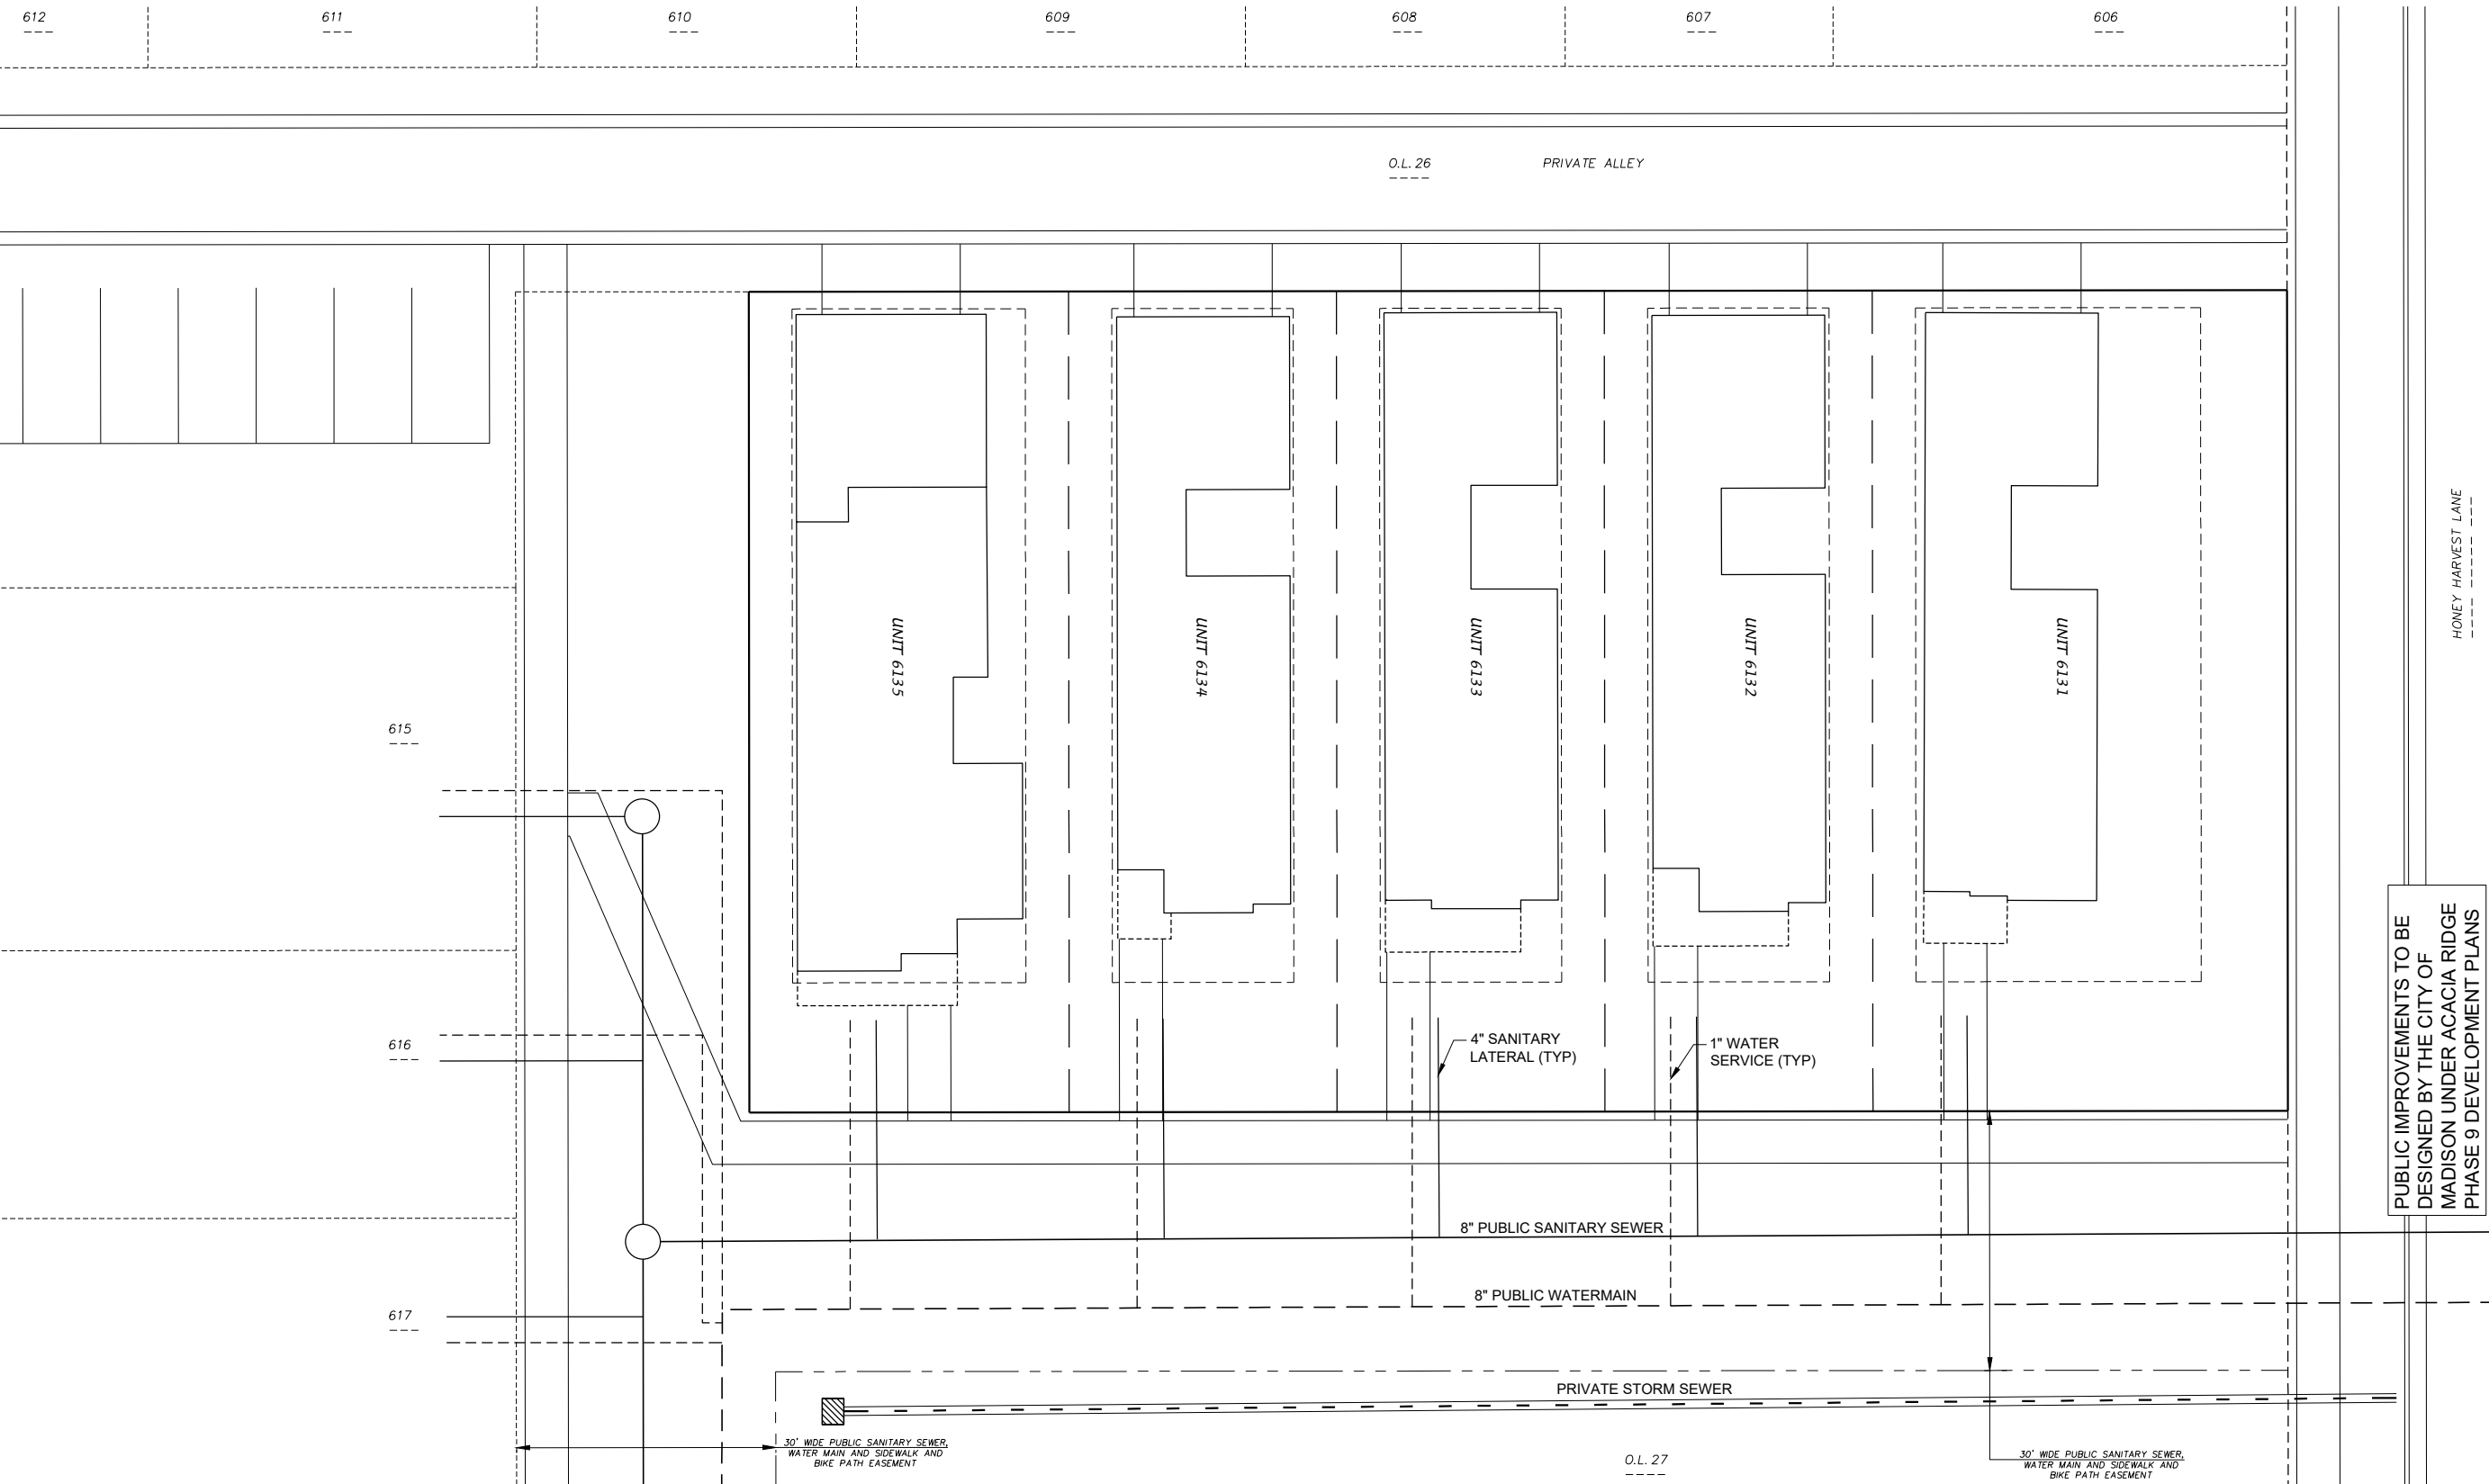 612
611
610
609
608
607
606
O.L. 26
PRIVATE ALLEY
HONEY HARVEST LANE
UNIT 6135
UNIT 6134
UNIT 6133
UNIT 6132
UNIT 6131
615
616
617
4" SANITARY
LATERAL (TYP)
1" WATER
SERVICE (TYP)
PUBLIC IMPROVEMENTS TO BE
DESIGNED BY THE CITY OF
MADISON UNDER ACACIA RIDGE
PHASE 9 DEVELOPMENT PLANS
8" PUBLIC SANITARY SEWER
8" PUBLIC WATERMAIN
PRIVATE STORM SEWER
30' WIDE PUBLIC SANITARY SEWER,
WATER MAIN AND SIDEWALK AND
BIKE PATH EASEMENT
O.L. 27
30' WIDE PUBLIC SANITARY SEWER,
WATER MAIN AND SIDEWALK AND
BIKE PATH EASEMENT